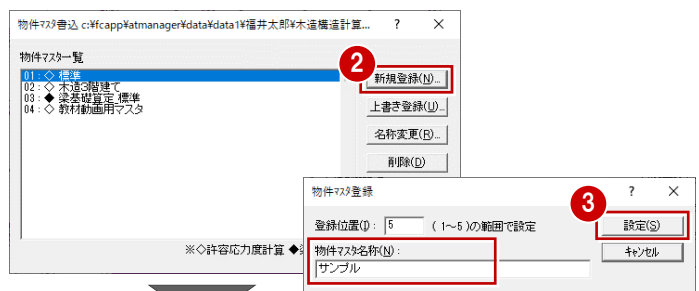 物件マスタ書込 c:¥fcapp¥atmanager¥data¥data1¥福井太郎¥木造構造計算... ? ×
物件マスター覧
01 : ◇ 標準
02 : ◇ 木造3階建て
03 : ◆ 梁基礎算定_標準
04 : ◇ 教材動画用マスタ
2
新規登録(N)...
上書き登録(U)...
名称変更(R)...
削除(D)
※◇許容応力度計算 ◆
物件マスタ登録 ? ×
3
登録位置(I) : 5 ( 1~5 )の範囲で設定
設定(S)
物件マスタ名称(N) :
キャンセル
サンプル